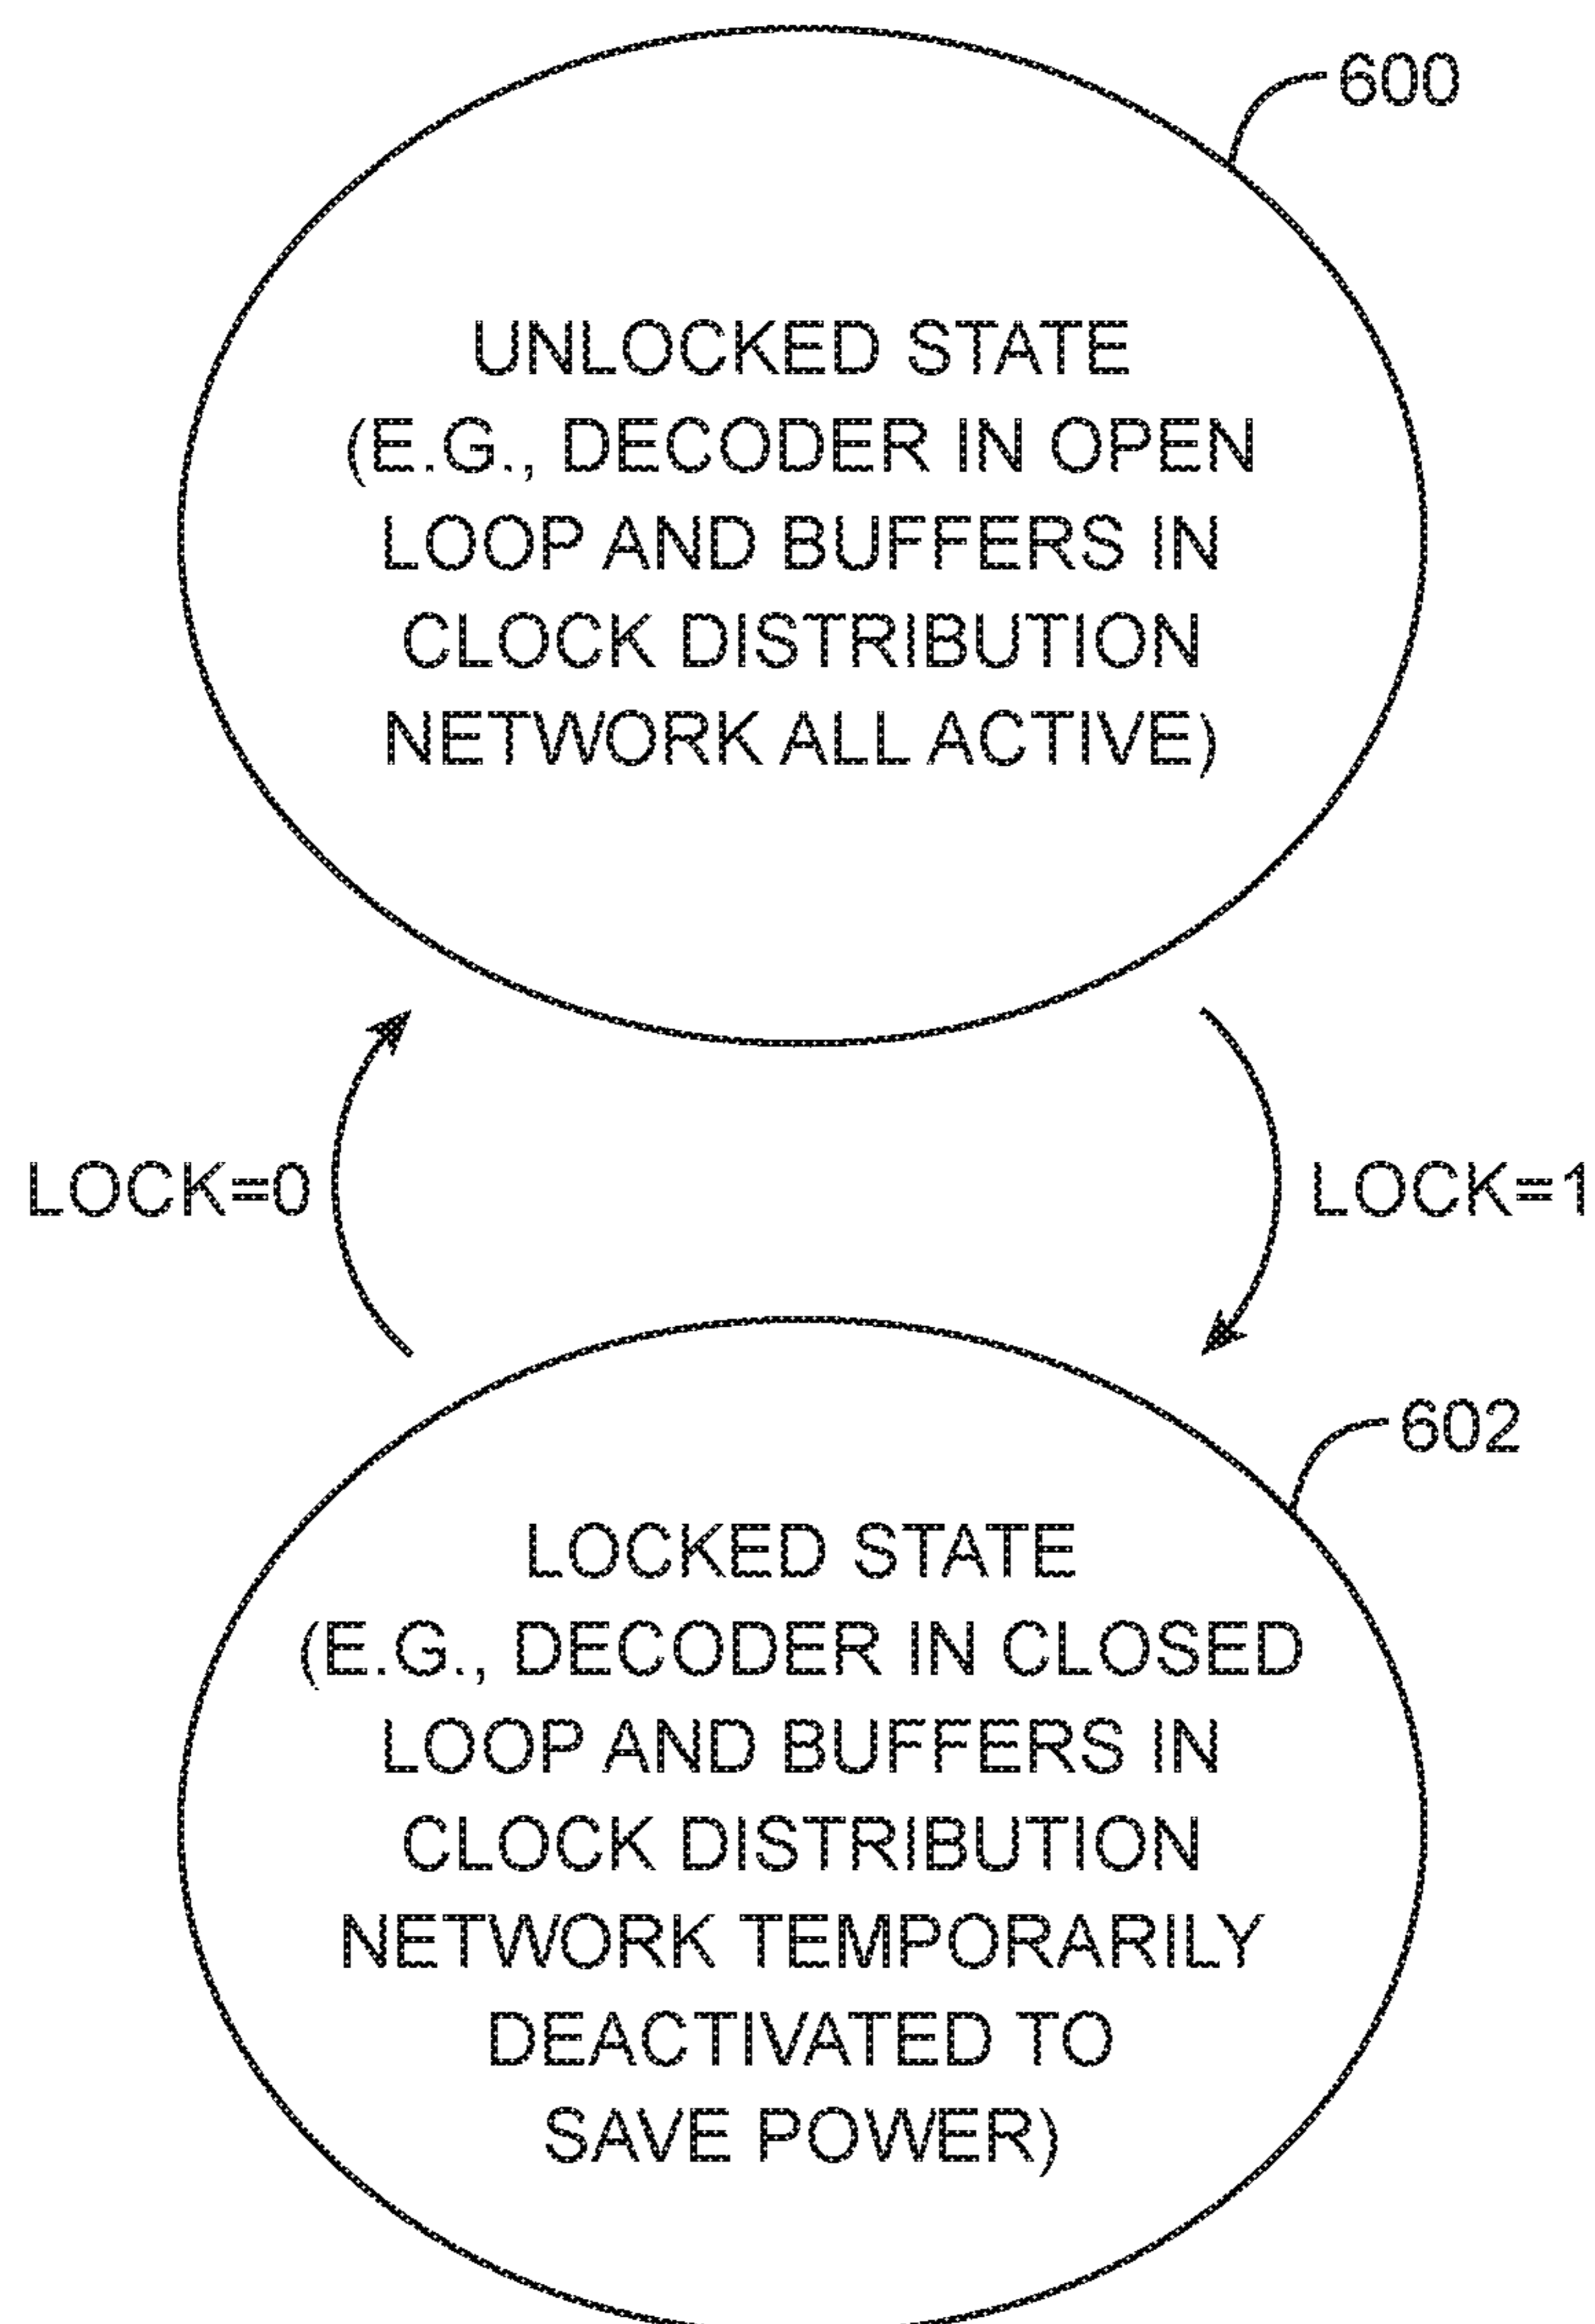 600
UNLOCKED STATE
(E.G., DECODER IN OPEN
LOOP AND BUFFERS IN
CLOCK DISTRIBUTION
NETWORK ALL ACTIVE)
LOCK=0
LOCK=1
602
LOCKED STATE
(E.G., DECODER IN CLOSED
LOOP AND BUFFERS IN
CLOCK DISTRIBUTION
NETWORK TEMPORARILY
DEACTIVATED TO
SAVE POWER)